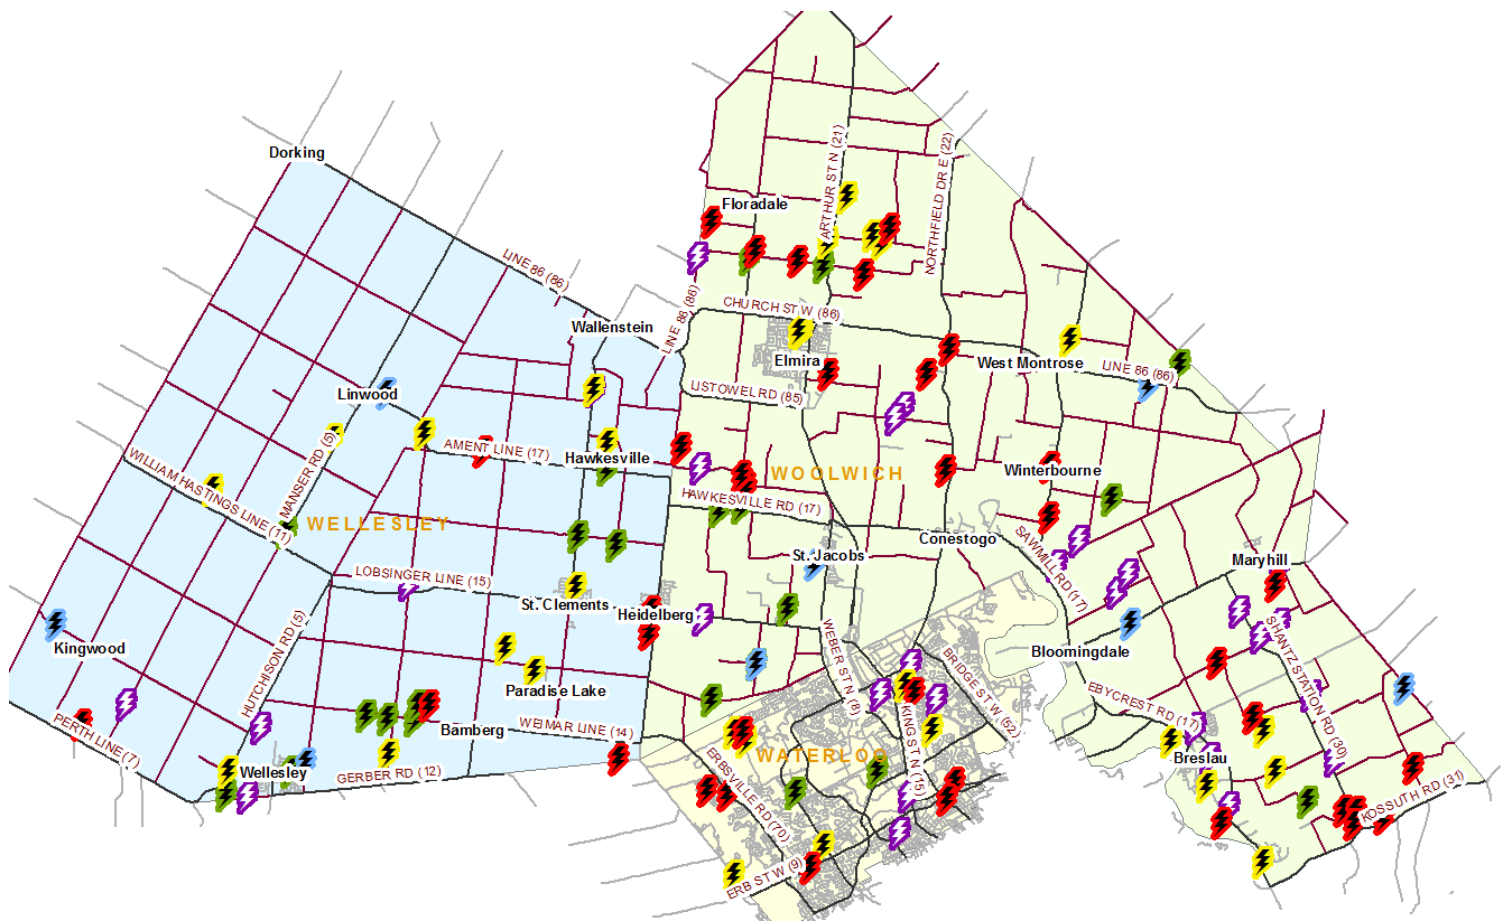 Dorking
ARTHUR ST N (21)
NORTHFIELD DR E (22)
Floradale
LINE 86 (86)
LINE 86 (86)
CHURCH ST W (86)
Wallenstein
Elmira
West Montrose
LINE 86 (86)
Linwood
LISTOWEL RD (85)
MANSER RD (5)
AMENT LINE (17)
Hawkesville
WOOLWICH
Winterbourne
WILLIAM HASTINGS LINE (11)
WELLESLEY
HAWKESVILLE RD (17)
Conestogo
SAWMILL RD (17)
St. Jacobs
Maryhill
LOBSINGER LINE (15)
St. Clements
Heidelberg
HUTCHISON RD (5)
Kingwood
WEBER ST N (8)
BRIDGE ST W (52)
Bloomingdale
SHANTZ STATION RD (30)
Paradise Lake
EBYCREST RD (17)
PERTH LINE (7)
Bamberg
WEIMAR LINE (14)
KING ST N (15)
WATERLOO
Breslau
Wellesley
GERBER RD (12)
ERBSVILLE RD (70)
KOSSUTH RD (31)
ERB ST W (9)